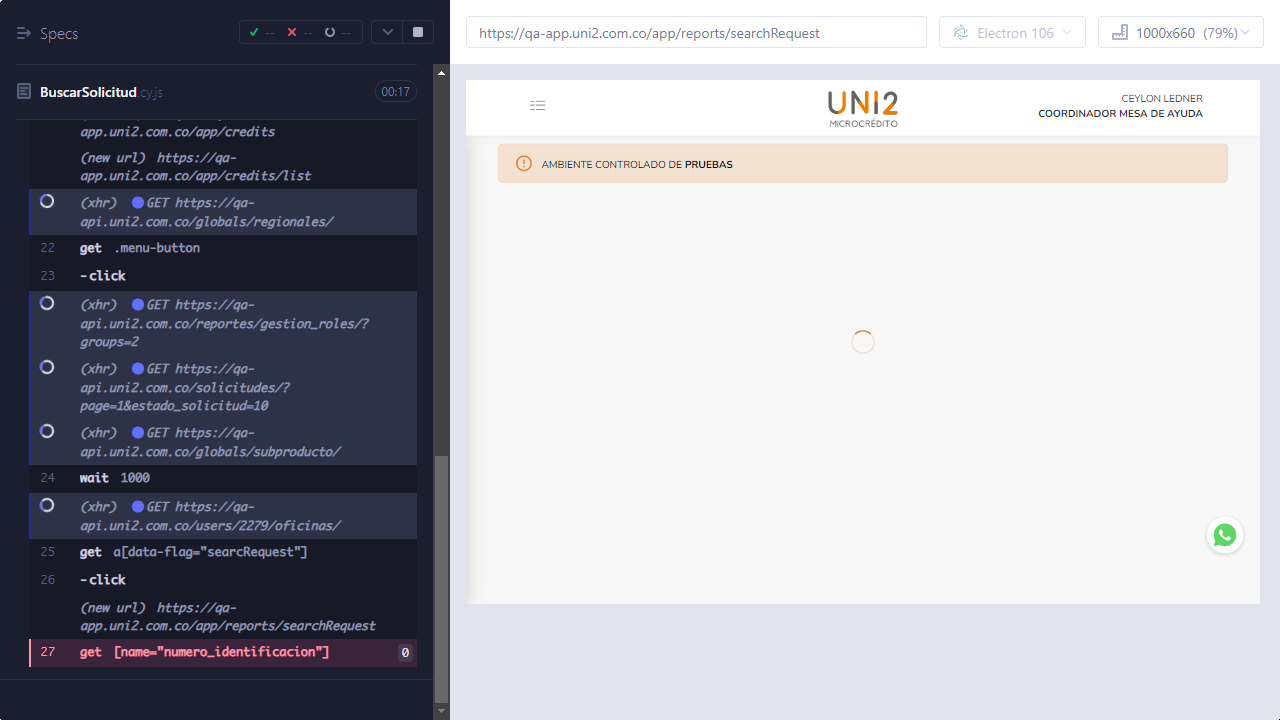 Specs
-- -- --
BuscarSolicitud.cy.js 00:17
app.uni2.com.co/app/credits
(new url) https://qa-
app.uni2.com.co/app/credits/list
(xhr) GET https://qa-
api.uni2.com.co/globals/regionales/
22 get .menu-button
23 -click
(xhr) GET https://qa-
api.uni2.com.co/reportes/gestion_roles/?
groups=2
(xhr) GET https://qa-
api.uni2.com.co/solicitudes/?
page=1&estado_solicitud=10
(xhr) GET https://qa-
api.uni2.com.co/globals/subproducto/
24 wait 1000
(xhr) GET https://qa-
api.uni2.com.co/users/2279/oficinas/
25 get a[data-flag="searcRequest"]
26 -click
(new url) https://qa-
app.uni2.com.co/app/reports/searchRequest
27 get [name="numero_identificacion"] 0
https://qa-app.uni2.com.co/app/reports/searchRequest
Electron 106
1000x660 (79%)
UNI2
MICROCRÉDITO
CEYLON LEDNER
COORDINADOR MESA DE AYUDA
AMBIENTE CONTROLADO DE PRUEBAS